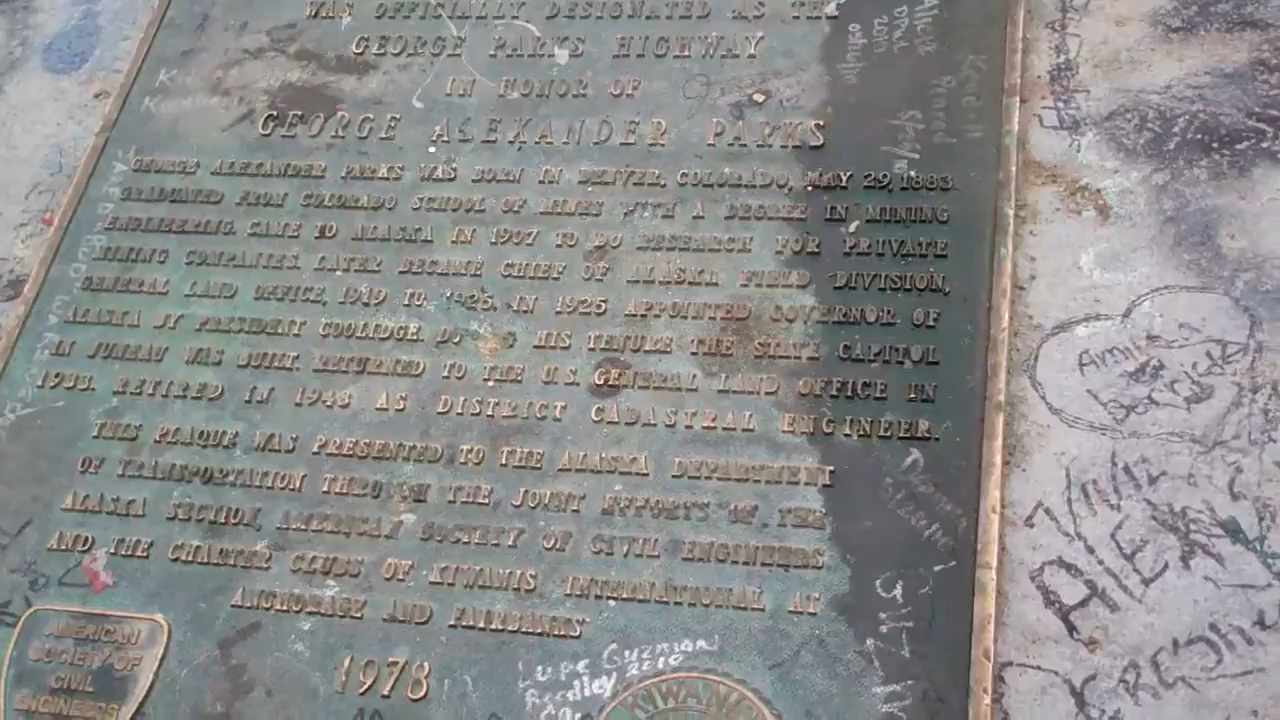 WAS OFFICIALLY DESIGNATED AS THE
GEORGE PARKS HIGHWAY
IN HONOR OF
GEORGE ALEXANDER PARKS
GEORGE ALEXANDER PARKS WAS BORN IN DENVER, COLORADO, MAY 29, 1883.
GRADUATED FROM COLORADO SCHOOL OF MINES WITH A DEGREE IN MINING
ENGINEERING. CAME TO ALASKA IN 1907 TO DO RESEARCH FOR PRIVATE
MINING COMPANIES. LATER BECAME CHIEF OF ALASKA FIELD DIVISION,
GENERAL LAND OFFICE, 1919 TO 1925. IN 1925 APPOINTED GOVERNOR OF
ALASKA BY PRESIDENT COOLIDGE. DURING HIS TENURE THE STATE CAPITOL
IN JUNEAU WAS BUILT. RETURNED TO THE U.S. GENERAL LAND OFFICE IN
1933. RETIRED IN 1948 AS DISTRICT CADASTRAL ENGINEER.
THIS PLAQUE WAS PRESENTED TO THE ALASKA DEPARTMENT
OF TRANSPORTATION THROUGH THE JOINT EFFORTS OF THE
ALASKA SECTION, AMERICAN SOCIETY OF CIVIL ENGINEERS
AND THE CHARTER CLUBS OF KIWANIS INTERNATIONAL AT
ANCHORAGE AND FAIRBANKS
1978
AMERICAN
SOCIETY OF
CIVIL
ENGINEERS
Lupe Guzman
2010
KIWANIS
ALEX